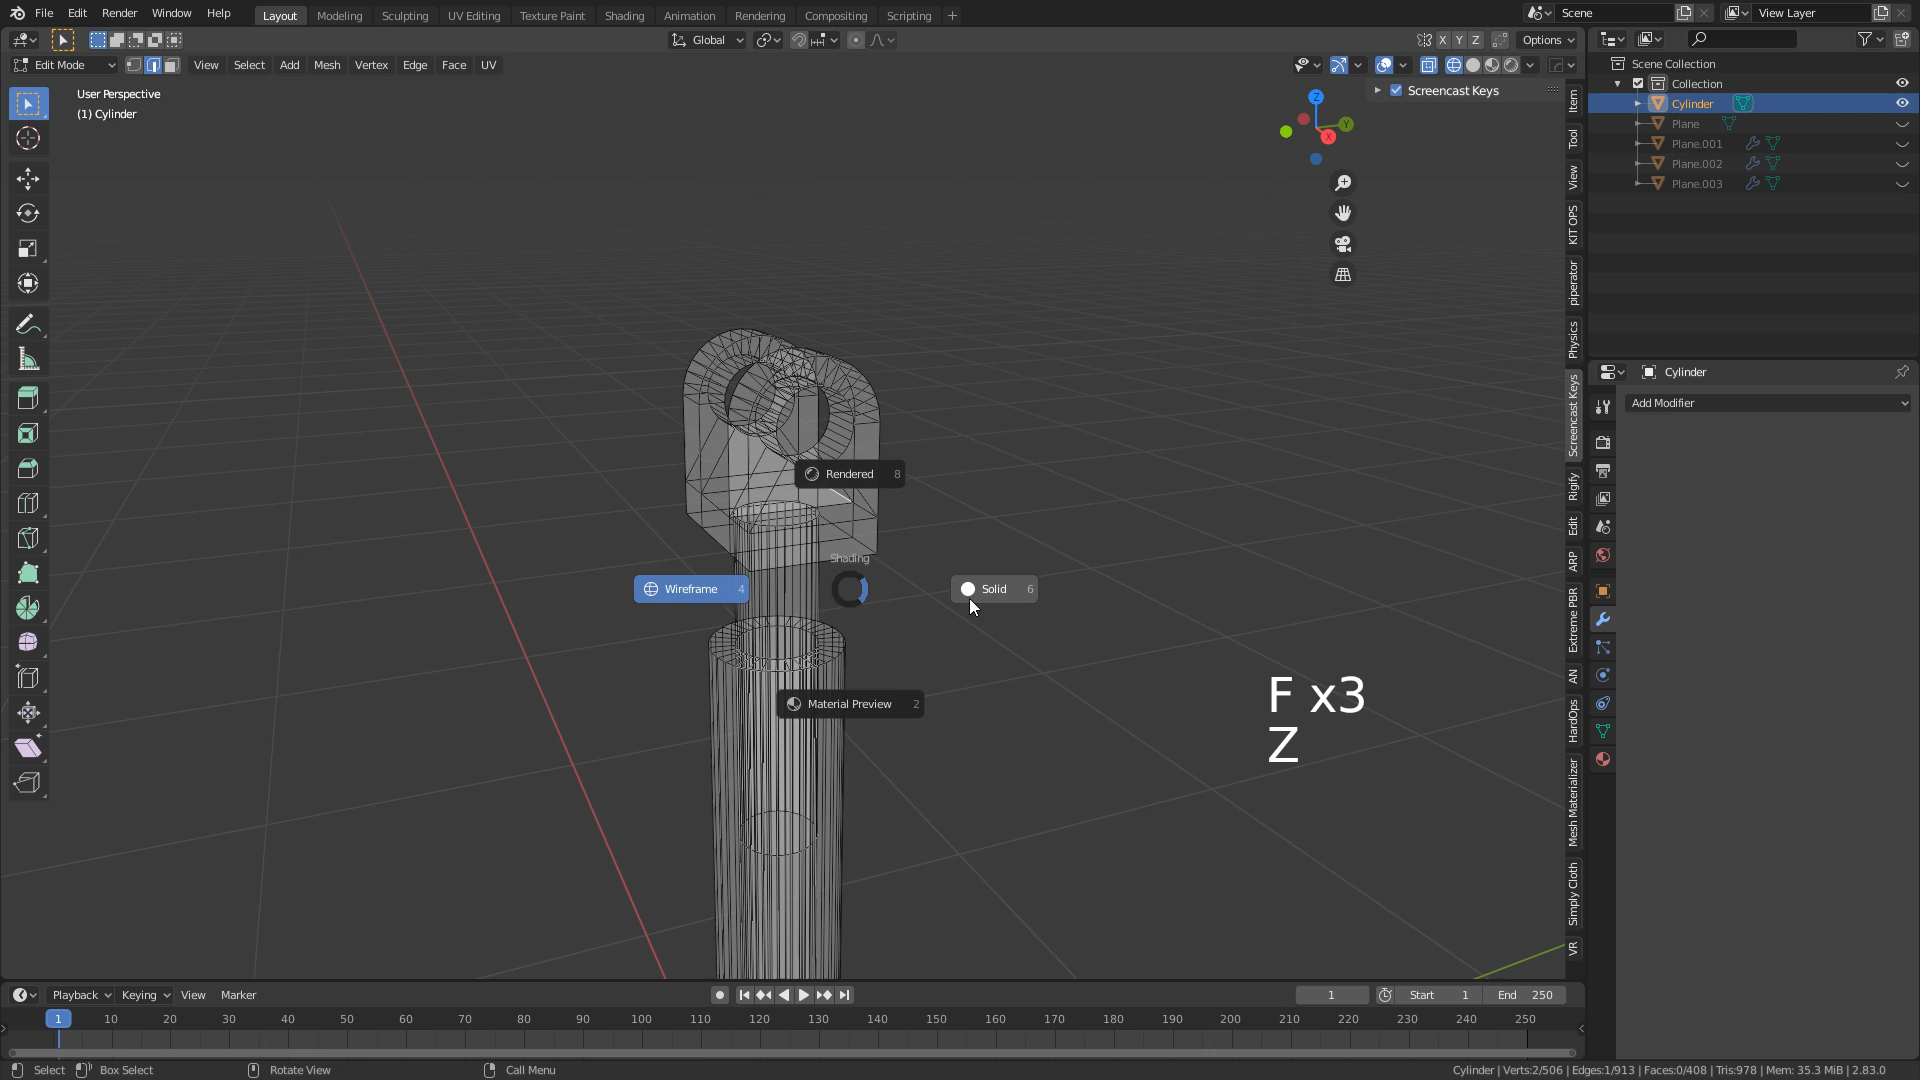 File Edit Render Window Help Layout Modeling Sculpting UV Editing Texture Paint Shading Animation Rendering Compositing Scripting + Scene View Layer
Global X Y Z Options
Edit Mode View Select Add Mesh Vertex Edge Face UV
User Perspective
(1) Cylinder
Z
Y
X
Screencast Keys
Item
Tool
View
KIT OPS
piperator
Physics
Screencast Keys
Rigify
Edit
ARP
Extreme PBR
AN
HardOps
Mesh Materializer
Simply Cloth
VR
Scene Collection
Collection
Cylinder
Plane
Plane.001
Plane.002
Plane.003
Cylinder
Add Modifier
Rendered 8
Shading
Wireframe 4
Solid 6
Material Preview 2
F x3
Z
Playback Keying View Marker 1 Start 1 End 250
1 10 20 30 40 50 60 70 80 90 100 110 120 130 140 150 160 170 180 190 200 210 220 230 240 250
Select Box Select Rotate View Call Menu Cylinder | Verts:2/506 | Edges:1/913 | Faces:0/408 | Tris:978 | Mem: 35.3 MiB | 2.83.0